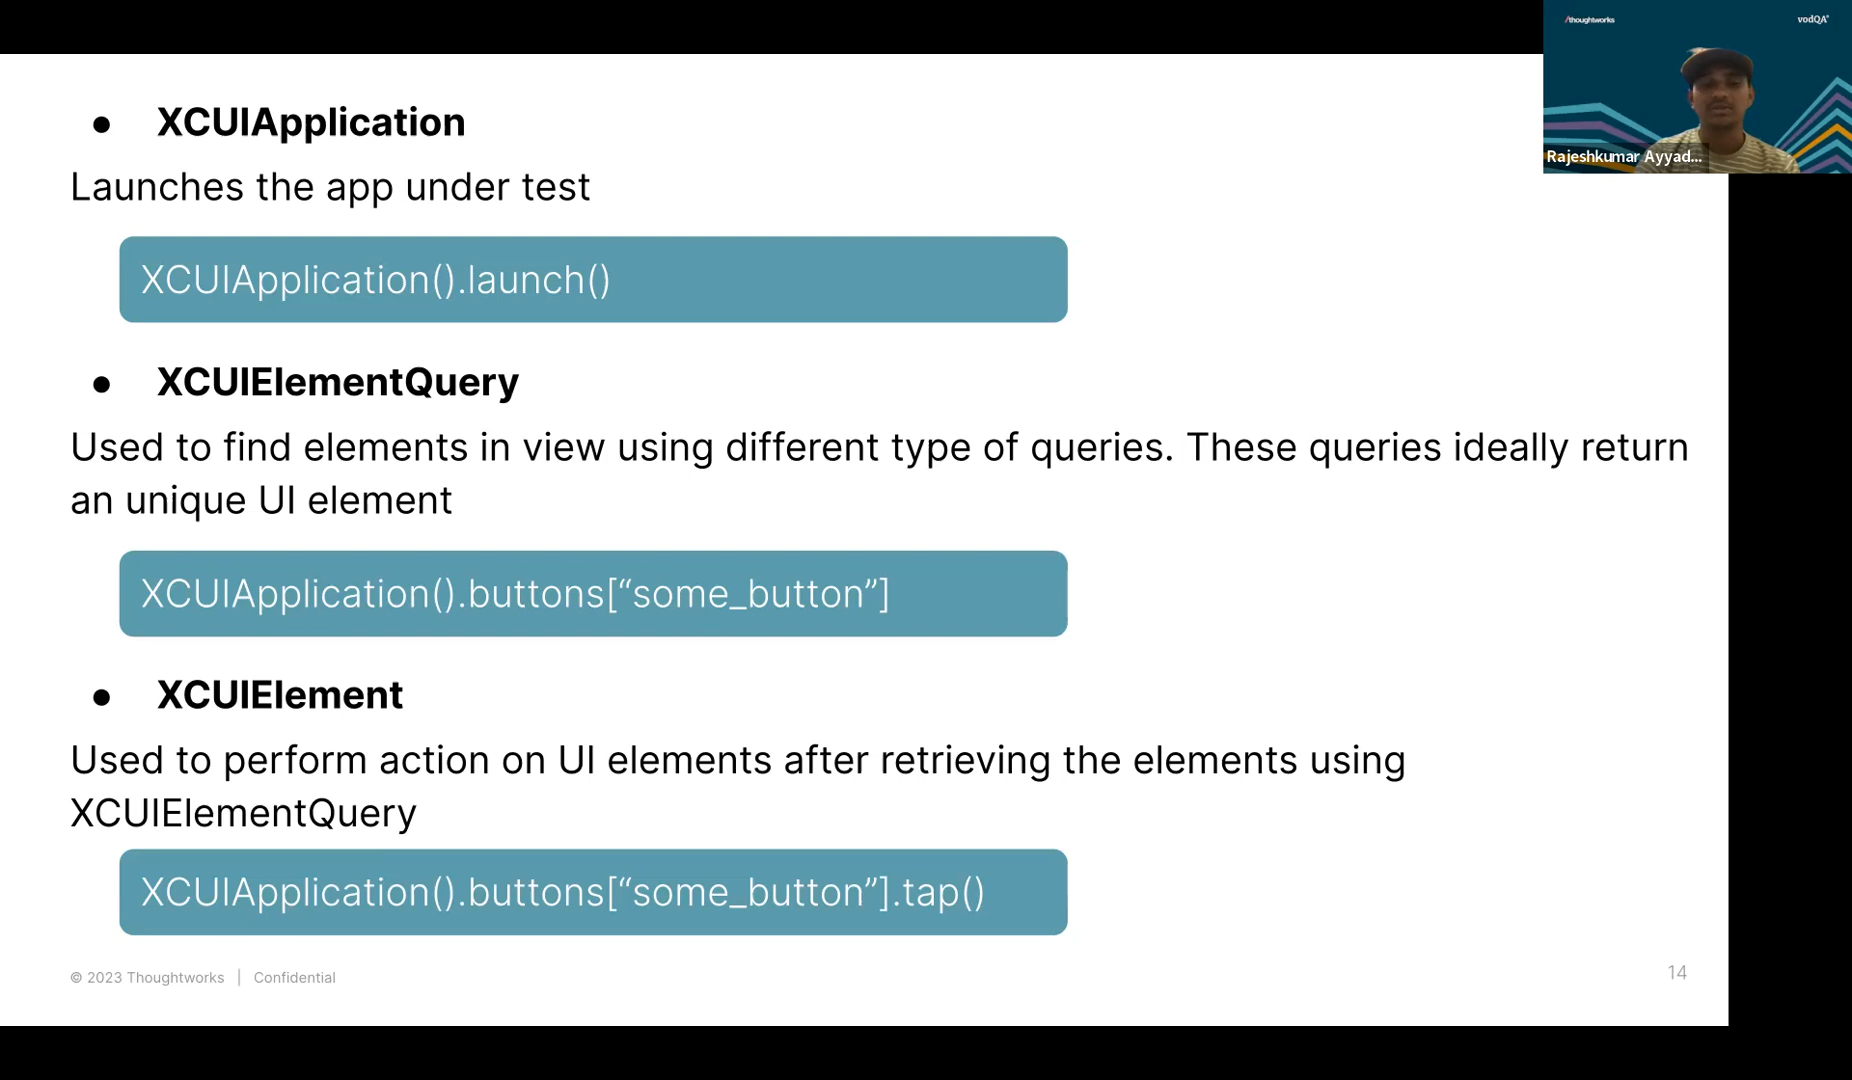 /thoughtworks
vodQA
Rajeshkumar Ayyad...
● XCUIApplication
Launches the app under test
XCUIApplication().launch()
● XCUIElementQuery
Used to find elements in view using different type of queries. These queries ideally return
an unique UI element
XCUIApplication().buttons[“some_button”]
● XCUIElement
Used to perform action on UI elements after retrieving the elements using
XCUIElementQuery
XCUIApplication().buttons[“some_button”].tap()
© 2023 Thoughtworks | Confidential
14